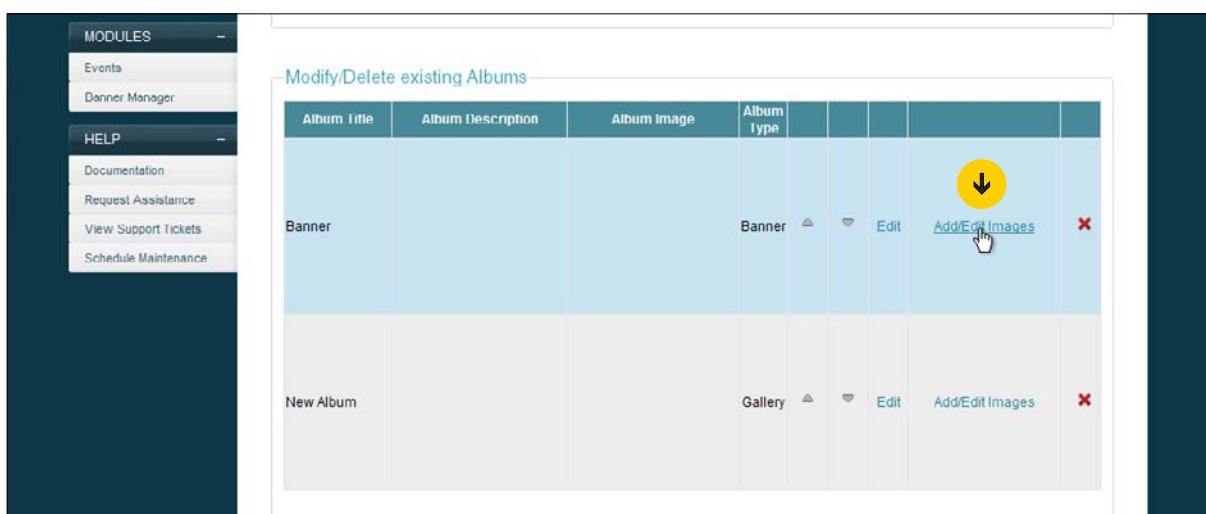 MODULES –
Events
Banner Manager
HELP –
Documentation
Request Assistance
View Support Tickets
Schedule Maintenance
Modify/Delete existing Albums
Album Title Album Description Album Image Album Type
Banner Banner Edit Add/Edit Images
New Album Gallery Edit Add/Edit Images